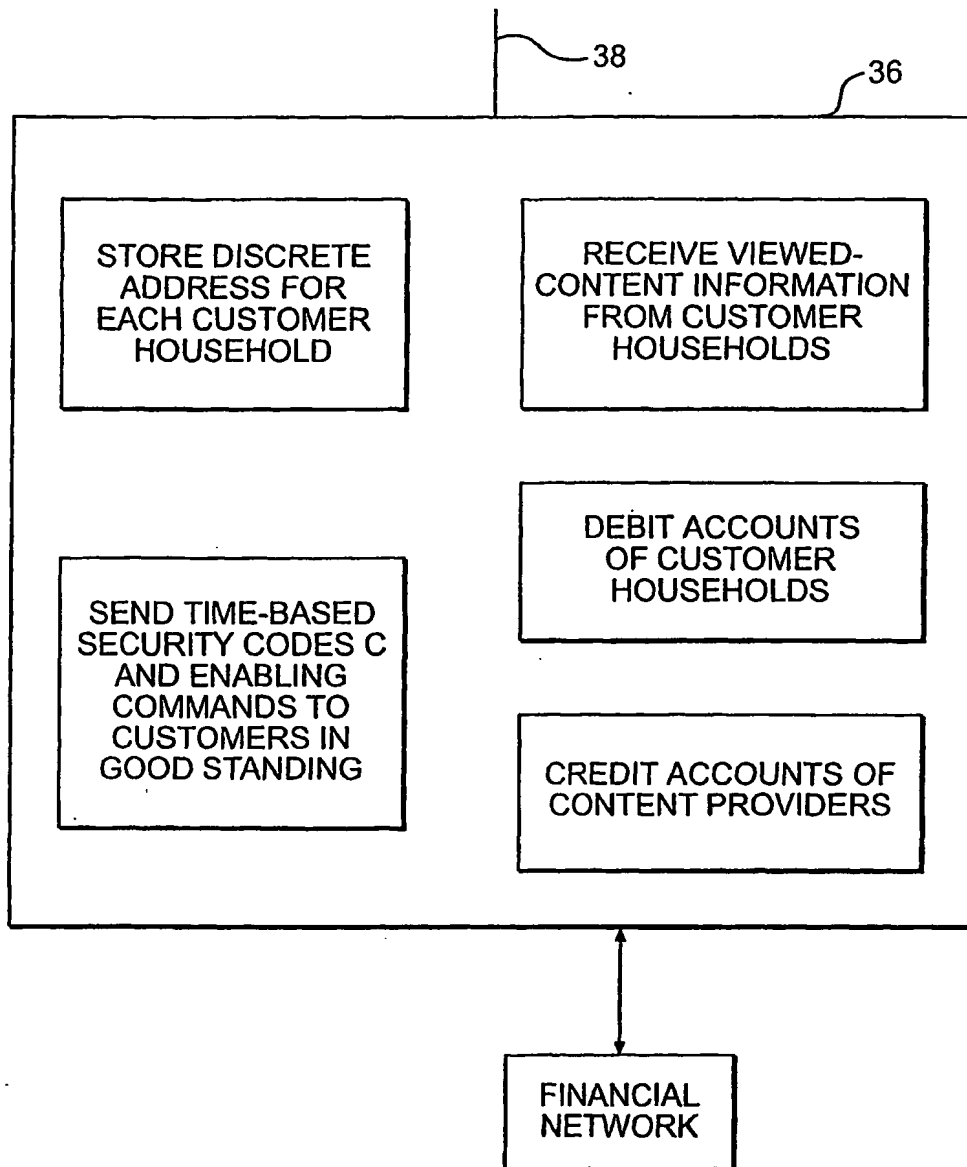 38
36
STORE DISCRETE
ADDRESS FOR
EACH CUSTOMER
HOUSEHOLD
RECEIVE VIEWED-
CONTENT INFORMATION
FROM CUSTOMER
HOUSEHOLDS
SEND TIME-BASED
SECURITY CODES C
AND ENABLING
COMMANDS TO
CUSTOMERS IN
GOOD STANDING
DEBIT ACCOUNTS
OF CUSTOMER
HOUSEHOLDS
CREDIT ACCOUNTS OF
CONTENT PROVIDERS
FINANCIAL
NETWORK